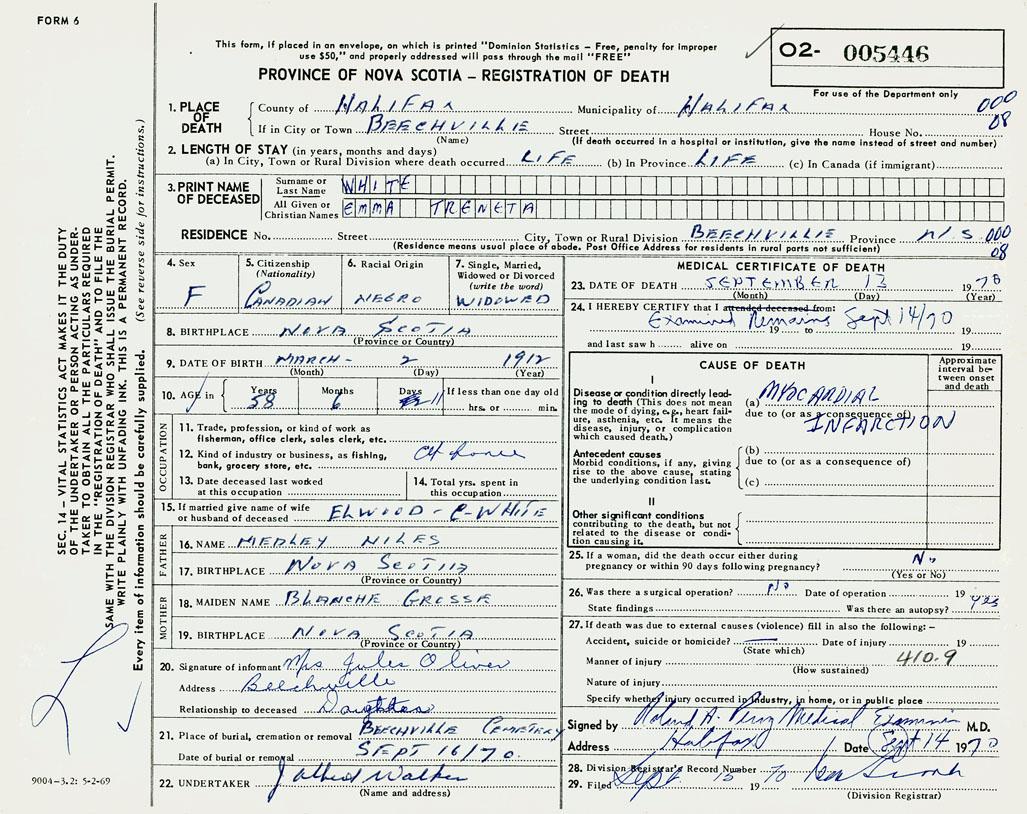 FORM 6
This form, if placed in an envelope, on which is printed "Dominion Statistics – Free, penalty for improper
use $50," and properly addressed will pass through the mail "FREE"
O2- 005446
For use of the Department only
PROVINCE OF NOVA SCOTIA – REGISTRATION OF DEATH
1. PLACE OF DEATH
County of HALIFAX Municipality of HALIFAX 000
08
If in City or Town BEECHVILLE Street House No.
(Name) (If death occurred in a hospital or institution, give the name instead of street and number)
2. LENGTH OF STAY (in years, months and days)
(a) In City, Town or Rural Division where death occurred LIFE (b) In Province LIFE (c) In Canada (if immigrant)
3. PRINT NAME OF DECEASED
Surname or Last Name WHITE
All Given or Christian Names EMMA TRENETA
RESIDENCE No. Street City, Town or Rural Division BEECHVILLE Province N/S 000
08
(Residence means usual place of abode. Post Office Address for residents in rural parts not sufficient)
4. Sex
F
5. Citizenship
(Nationality)
CANADIAN
6. Racial Origin
NEGRO
7. Single, Married,
Widowed or Divorced
(write the word)
WIDOWED
8. BIRTHPLACE NOVA SCOTIA
(Province or Country)
9. DATE OF BIRTH MARCH - 2 1912
(Month) (Day) (Year)
10. AGE in Years Months Days If less than one day old
58 6 11 hrs. or min.
OCCUPATION
11. Trade, profession, or kind of work as
fisherman, office clerk, sales clerk, etc.
12. Kind of industry or business, as fishing,
bank, grocery store, etc. At home
13. Date deceased last worked
at this occupation
14. Total yrs. spent in
this occupation
15. If married give name of wife
or husband of deceased ELWOOD - C - WHITE
FATHER
16. NAME MEDLEY NILES
17. BIRTHPLACE NOVA SCOTIA
(Province or Country)
MOTHER
18. MAIDEN NAME BLANCHE GROSSE
19. BIRTHPLACE NOVA SCOTIA
(Province or Country)
20. Signature of informant Mrs Jules Oliver
Address Beechville
Relationship to deceased Daughter
21. Place of burial, cremation or removal BEECHVILLE CEMETERY
Date of burial or removal SEPT 16/70.
22. UNDERTAKER J Albert Walker
(Name and address)
MEDICAL CERTIFICATE OF DEATH
23. DATE OF DEATH SEPTEMBER 13 1970
(Month) (Day) (Year)
24. I HEREBY CERTIFY that I attended deceased from:
Examined Remains Sept 14/70
19 to 19
and last saw h alive on 19
CAUSE OF DEATH
Approximate interval between onset and death
I
Disease or condition directly leading to death (This does not mean the mode of dying, e.g., heart failure, asthenia, etc. It means the disease, injury, or complication which caused death.)
(a) MYOCARDIAL
due to (or as a consequence of)
INFARCTION
Antecedent causes
Morbid conditions, if any, giving rise to the above cause, stating the underlying condition last.
(b)
due to (or as a consequence of)
(c)
II
Other significant conditions
contributing to the death, but not related to the disease or condition causing it.
25. If a woman, did the death occur either during
pregnancy or within 90 days following pregnancy? No
(Yes or No)
26. Was there a surgical operation? No Date of operation 19
State findings Was there an autopsy? Yes
27. If death was due to external causes (violence) fill in also the following: –
Accident, suicide or homicide? Date of injury 19
(State which)
Manner of injury 410.9
(How sustained)
Nature of injury
Specify whether injury occurred in industry, in home, or in public place
Signed by Roland A. Perry Medical Examiner M.D.
Address Halifax Date Sept 14 1970
28. Division Registrar's Record Number
29. Filed Sept 15 19 70
(Division Registrar)
SEC. 14 – VITAL STATISTICS ACT MAKES IT THE DUTY
OF THE UNDERTAKER OR PERSON ACTING AS UNDER-
TAKER TO OBTAIN ALL THE PARTICULARS REQUIRED
IN THE "REGISTRATION OF DEATH" AND TO FILE THE
SAME WITH THE DIVISION REGISTRAR WHO SHALL ISSUE THE BURIAL PERMIT.
WRITE PLAINLY WITH UNFADING INK. THIS IS A PERMANENT RECORD.
Every item of information should be carefully supplied. (See reverse side for instructions.)
9004-3.2: 5-2-69